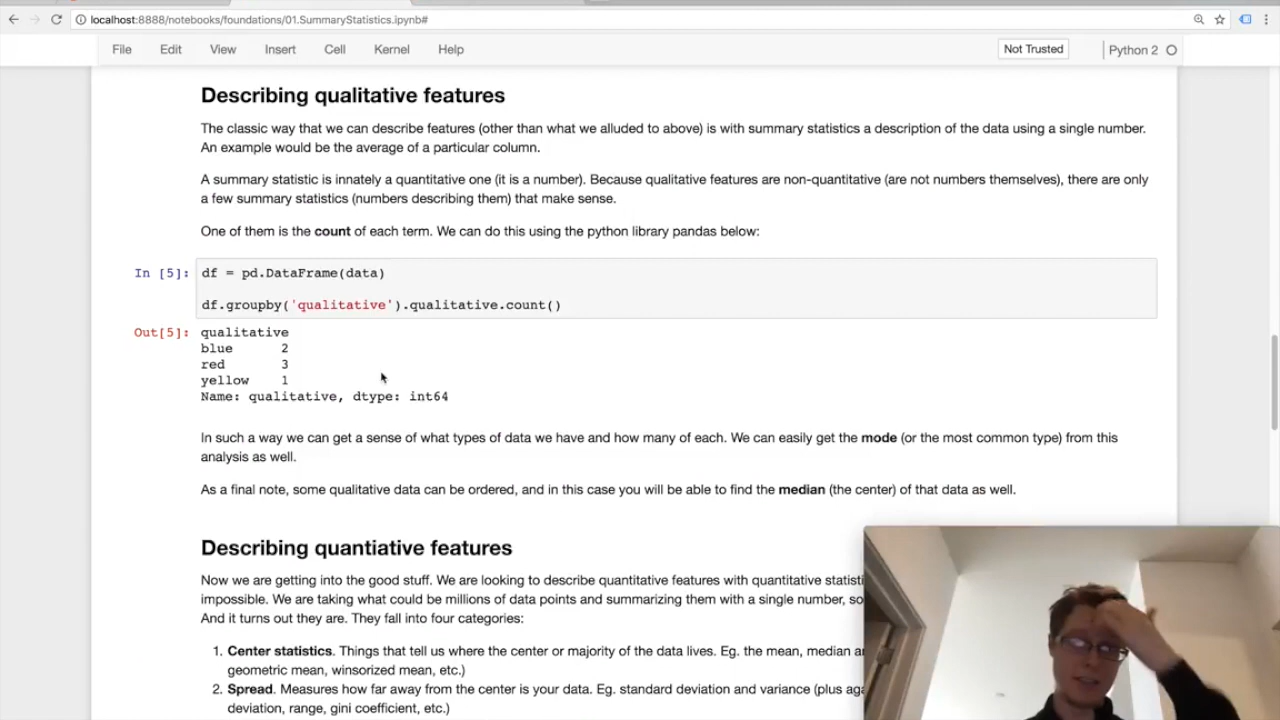 localhost:8888/notebooks/foundations/01.SummaryStatistics.ipynb#
File Edit View Insert Cell Kernel Help Not Trusted Python 2
Describing qualitative features
The classic way that we can describe features (other than what we alluded to above) is with summary statistics a description of the data using a single number.
An example would be the average of a particular column.
A summary statistic is innately a quantitative one (it is a number). Because qualitative features are non-quantitative (are not numbers themselves), there are only
a few summary statistics (numbers describing them) that make sense.
One of them is the count of each term. We can do this using the python library pandas below:
In [5]: df = pd.DataFrame(data)
df.groupby('qualitative').qualitative.count()
Out[5]: qualitative
blue 2
red 3
yellow 1
Name: qualitative, dtype: int64
In such a way we can get a sense of what types of data we have and how many of each. We can easily get the mode (or the most common type) from this
analysis as well.
As a final note, some qualitative data can be ordered, and in this case you will be able to find the median (the center) of that data as well.
Describing quantiative features
Now we are getting into the good stuff. We are looking to describe quantitative features with quantitative statisti
impossible. We are taking what could be millions of data points and summarizing them with a single number, so
And it turns out they are. They fall into four categories:
1. Center statistics. Things that tell us where the center or majority of the data lives. Eg. the mean, median a
geometric mean, winsorized mean, etc.)
2. Spread. Measures how far away from the center is your data. Eg. standard deviation and variance (plus aga
deviation, range, gini coefficient, etc.)